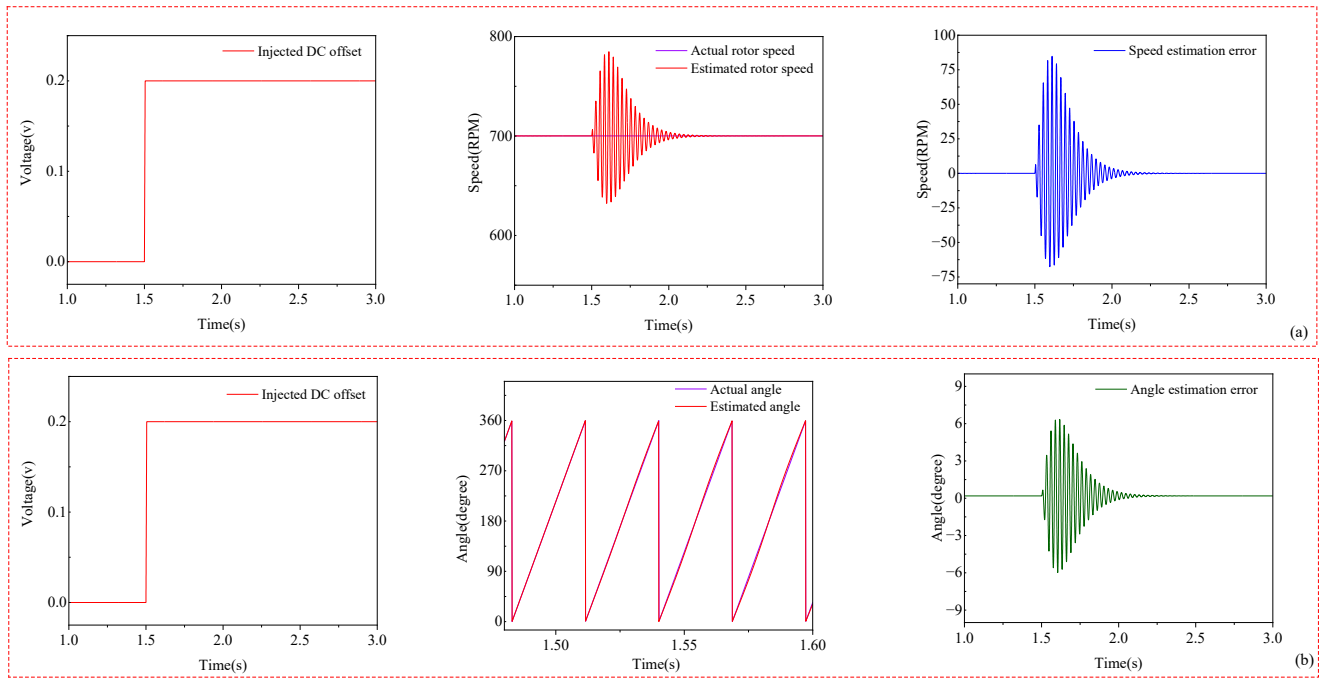 Injected DC offset
Voltage(v)
0.2
0.1
0.0
1.0 1.5 2.0 2.5 3.0
Time(s)
Actual rotor speed
Estimated rotor speed
Speed(RPM)
800
700
600
1.0 1.5 2.0 2.5 3.0
Time(s)
Speed estimation error
Speed(RPM)
100
75
50
25
0
−25
−50
−75
1.0 1.5 2.0 2.5 3.0
Time(s)
(a)
Injected DC offset
Voltage(v)
0.2
0.1
0.0
1.0 1.5 2.0 2.5 3.0
Time(s)
Actual angle
Estimated angle
Angle(degree)
360
270
180
90
0
1.50 1.55 1.60
Time(s)
Angle estimation error
Angle(degree)
9
6
3
0
−3
−6
−9
1.0 1.5 2.0 2.5 3.0
Time(s)
(b)